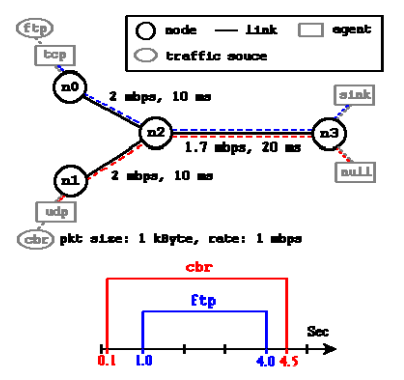 ftp
node
link
agent
tcp
traffic souce
n0
2 mbps, 10 ms
sink
n2
n3
1.7 mbps, 20 ms
n1
2 mbps, 10 ms
null
udp
cbr
pkt size: 1 kByte, rate: 1 mbps
cbr
ftp
Sec
0.1
1.0
4.0
4.5